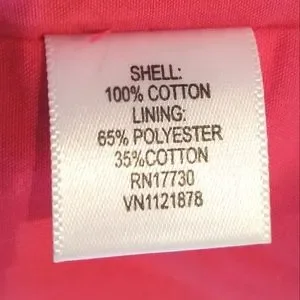 SHELL:
100% COTTON
LINING:
65% POLYESTER
35%COTTON
RN17730
VN1121878